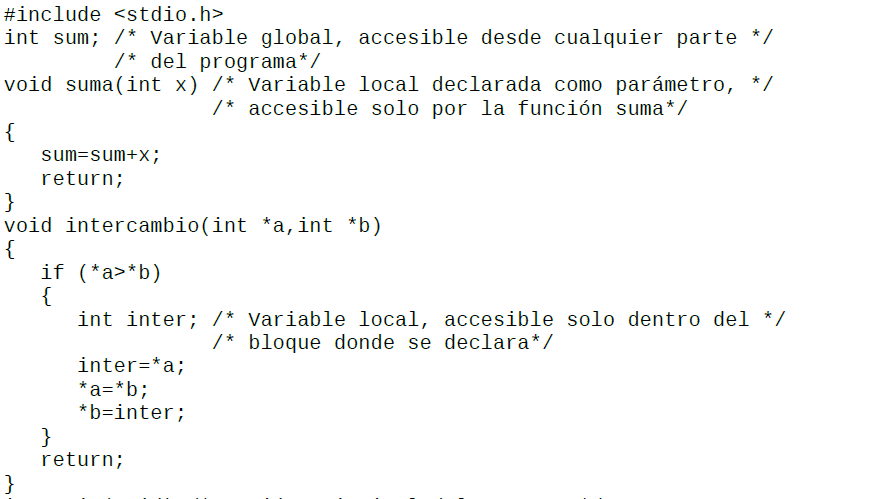 #include <stdio.h>
int sum; /* Variable global, accesible desde cualquier parte */
         /* del programa*/
void suma(int x) /* Variable local declarada como parámetro, */
                 /* accesible solo por la función suma*/
{
   sum=sum+x;
   return;
}
void intercambio(int *a,int *b)
{
   if (*a>*b)
   {
      int inter; /* Variable local, accesible solo dentro del */
                 /* bloque donde se declara*/
      inter=*a;
      *a=*b;
      *b=inter;
   }
   return;
}